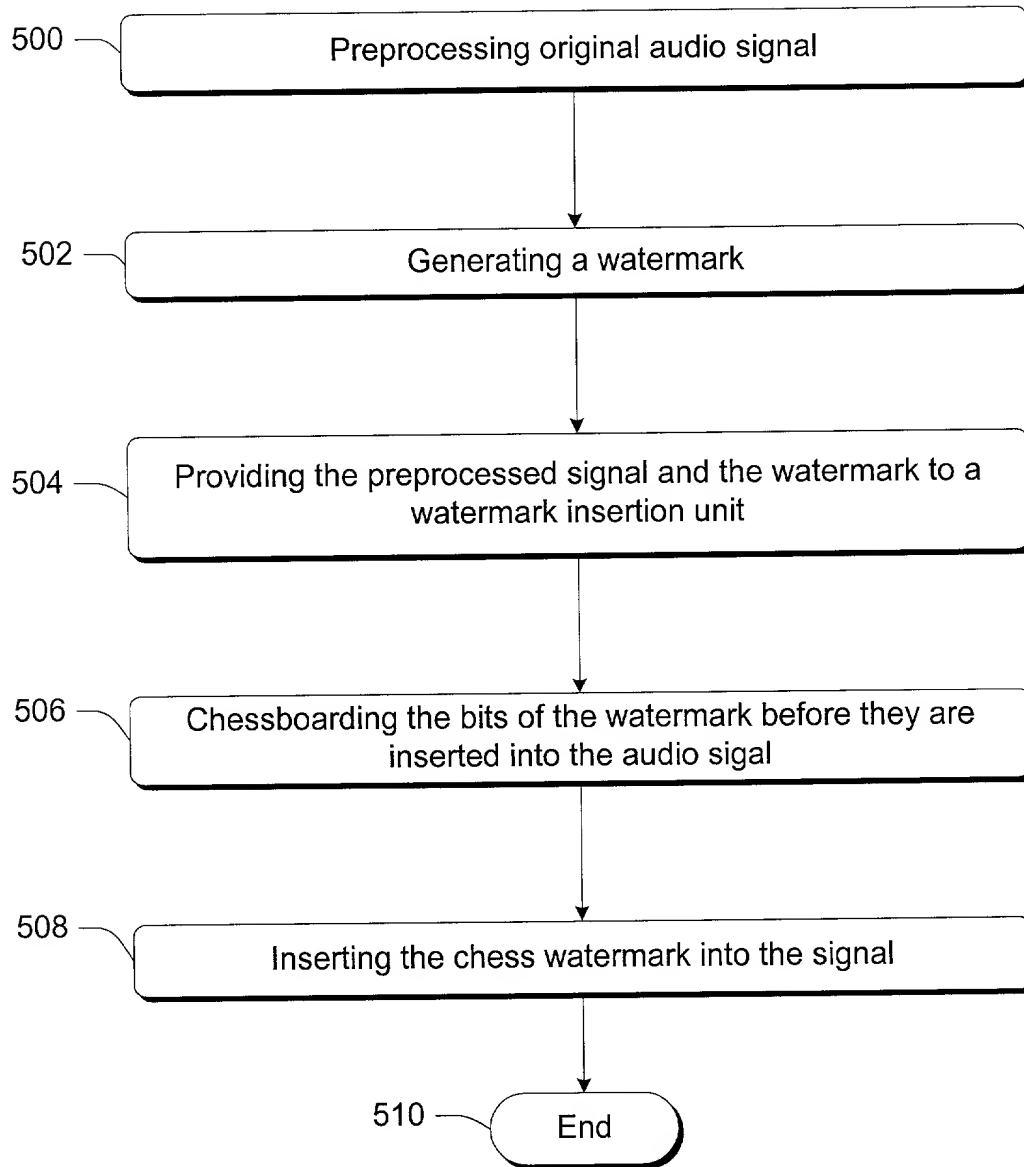 500
Preprocessing original audio signal
502
Generating a watermark
504
Providing the preprocessed signal and the watermark to a
watermark insertion unit
506
Chessboarding the bits of the watermark before they are
inserted into the audio sigal
508
Inserting the chess watermark into the signal
510
End